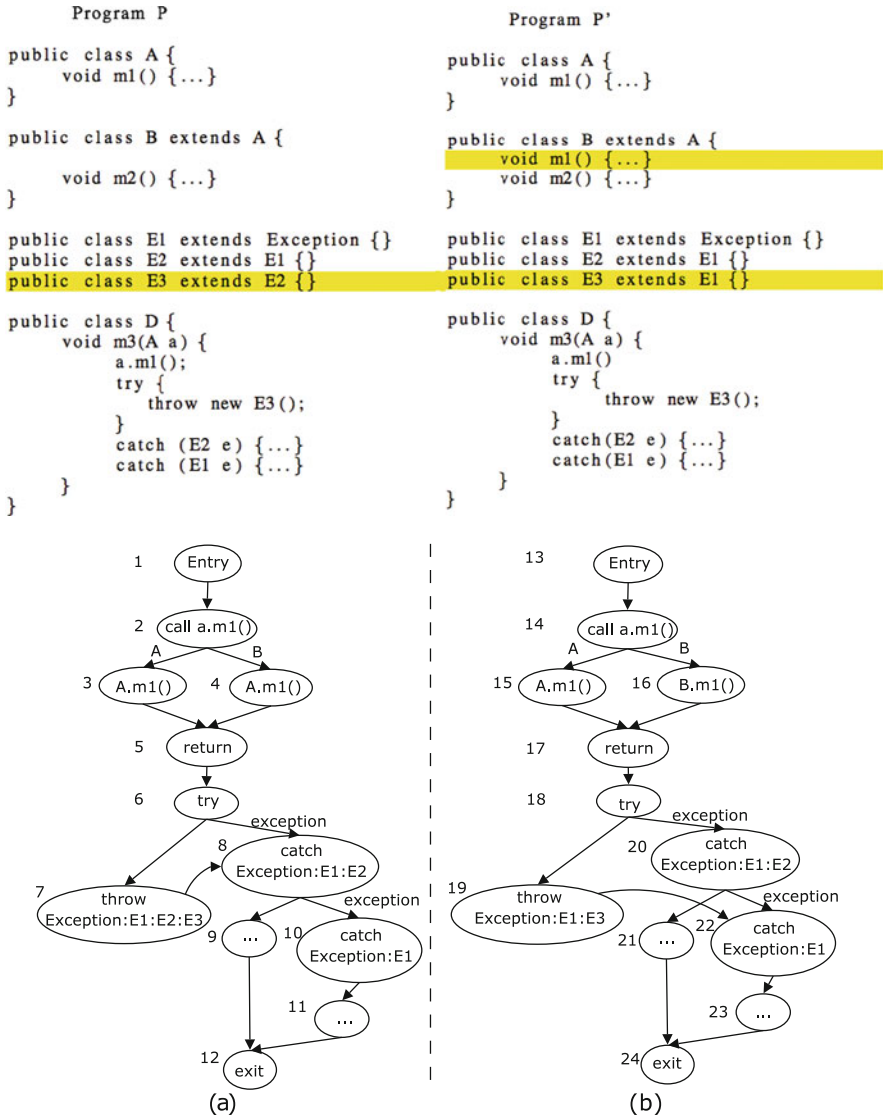 Program P
public class A {
void m1() {...}
}
public class B extends A {
void m2() {...}
}
public class E1 extends Exception {}
public class E2 extends E1 {}
public class E3 extends E2 {}
public class D {
void m3(A a) {
a.m1();
try {
throw new E3();
}
catch (E2 e) {...}
catch (E1 e) {...}
}
}
Program P'
public class A {
void m1() {...}
}
public class B extends A {
void m1() {...}
void m2() {...}
}
public class E1 extends Exception {}
public class E2 extends E1 {}
public class E3 extends E1 {}
public class D {
void m3(A a) {
a.m1()
try {
throw new E3();
}
catch(E2 e) {...}
catch(E1 e) {...}
}
}
1 Entry
2 call a.m1()
A B
3 A.m1() 4 A.m1()
5 return
6 try
exception
8 catch
Exception:E1:E2
7 throw
Exception:E1:E2:E3
exception
9 ... 10 catch
Exception:E1
11 ...
12 exit
(a)
13 Entry
14 call a.m1()
A B
15 A.m1() 16 B.m1()
17 return
18 try
exception
20 catch
Exception:E1:E2
19 throw
Exception:E1:E3
exception
21 ... 22 catch
Exception:E1
23 ...
24 exit
(b)